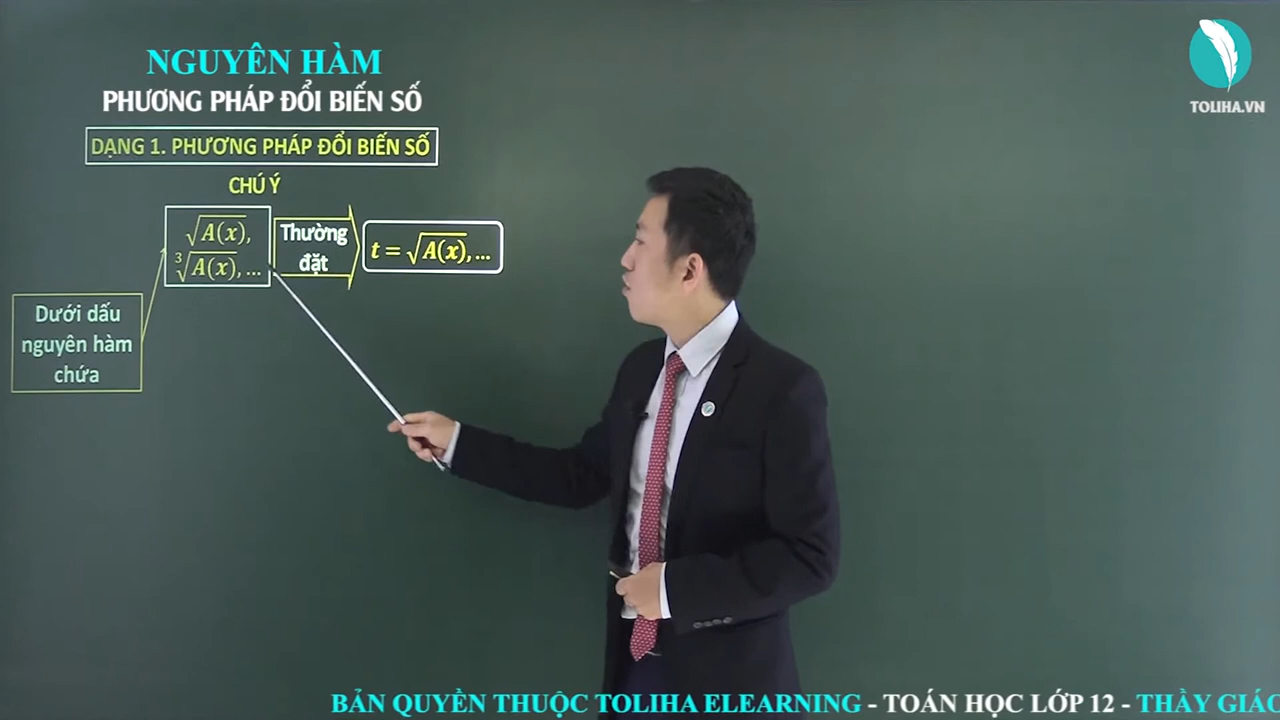 NGUYÊN HÀM
PHƯƠNG PHÁP ĐỔI BIẾN SỐ
DẠNG 1. PHƯƠNG PHÁP ĐỔI BIẾN SỐ
CHÚ Ý
√A(x),
∛A(x), ...
Thường
đặt
t = √A(x), ...
Dưới dấu
nguyên hàm
chứa
TOLIHA.VN
BẢN QUYỀN THUỘC TOLIHA ELEARNING - TOÁN HỌC LỚP 12 - THẦY GIÁO